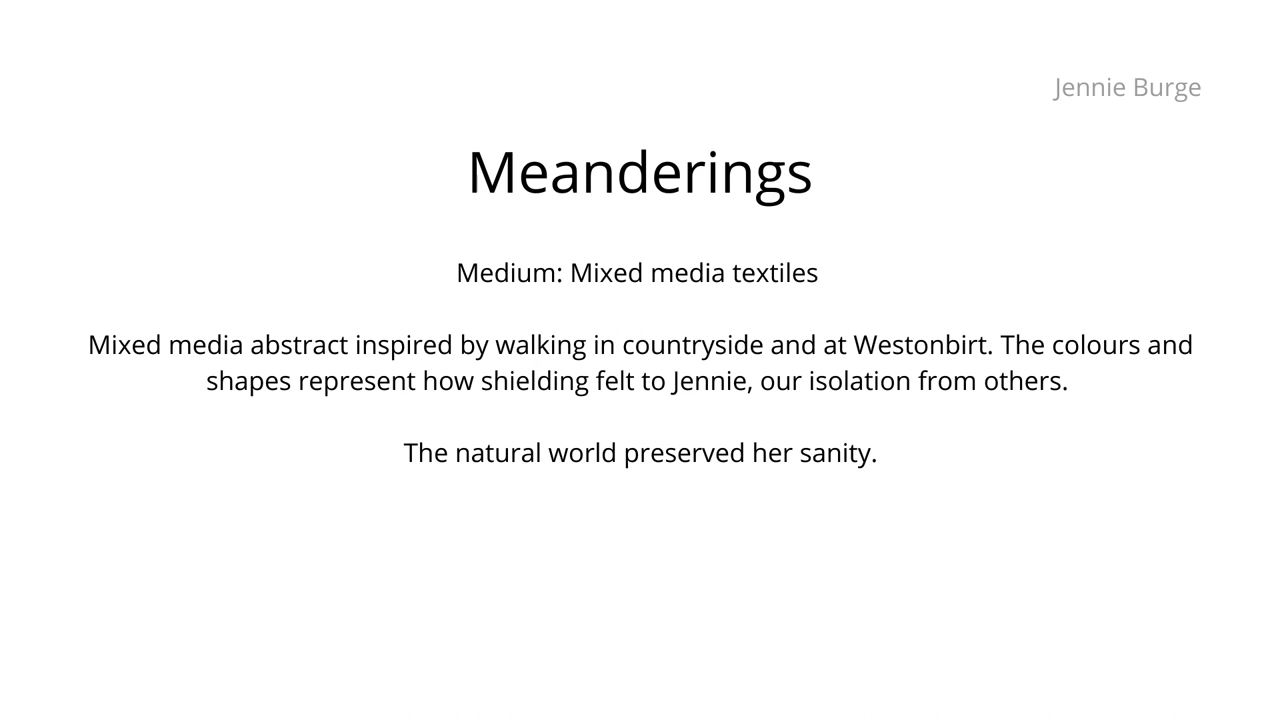 Jennie Burge
Meanderings
Medium: Mixed media textiles
Mixed media abstract inspired by walking in countryside and at Westonbirt. The colours and
shapes represent how shielding felt to Jennie, our isolation from others.
The natural world preserved her sanity.